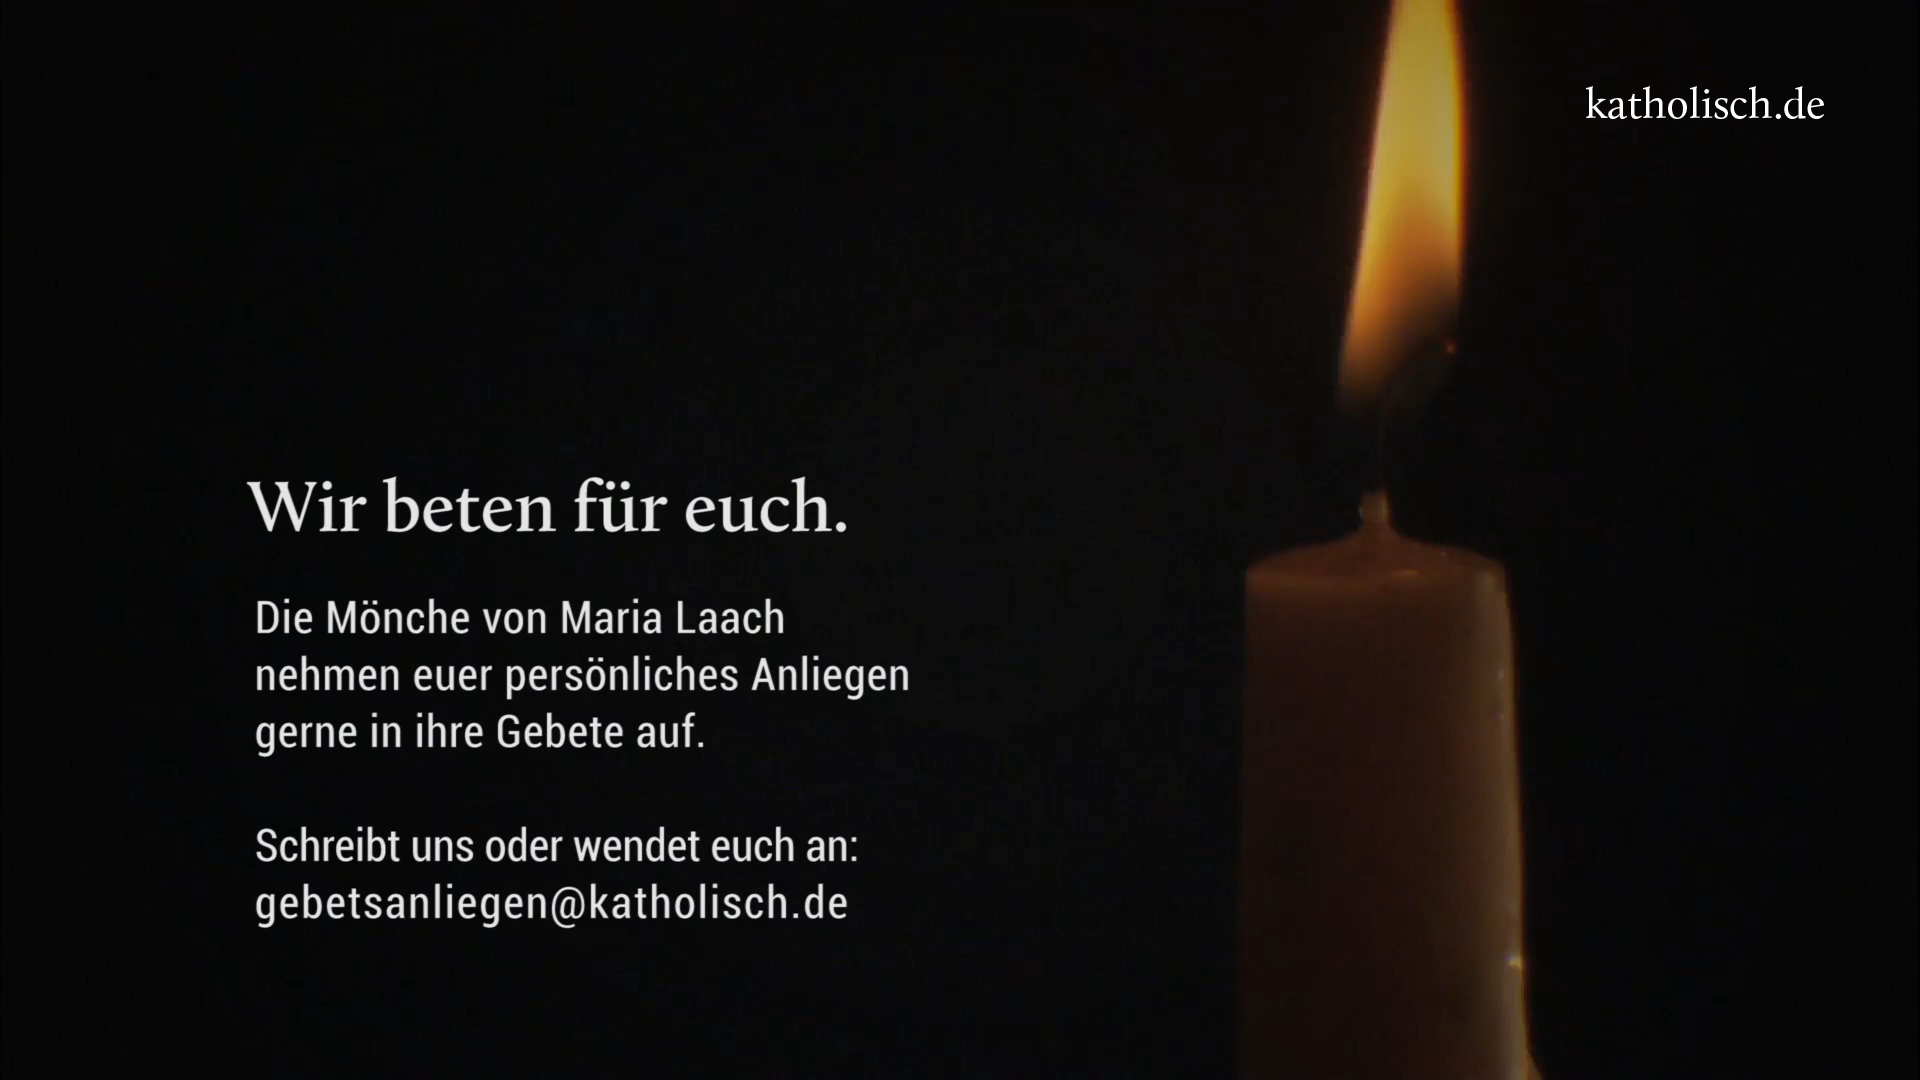 katholisch.de
Wir beten für euch.
Die Mönche von Maria Laach
nehmen euer persönliches Anliegen
gerne in ihre Gebete auf.
Schreibt uns oder wendet euch an:
gebetsanliegen@katholisch.de